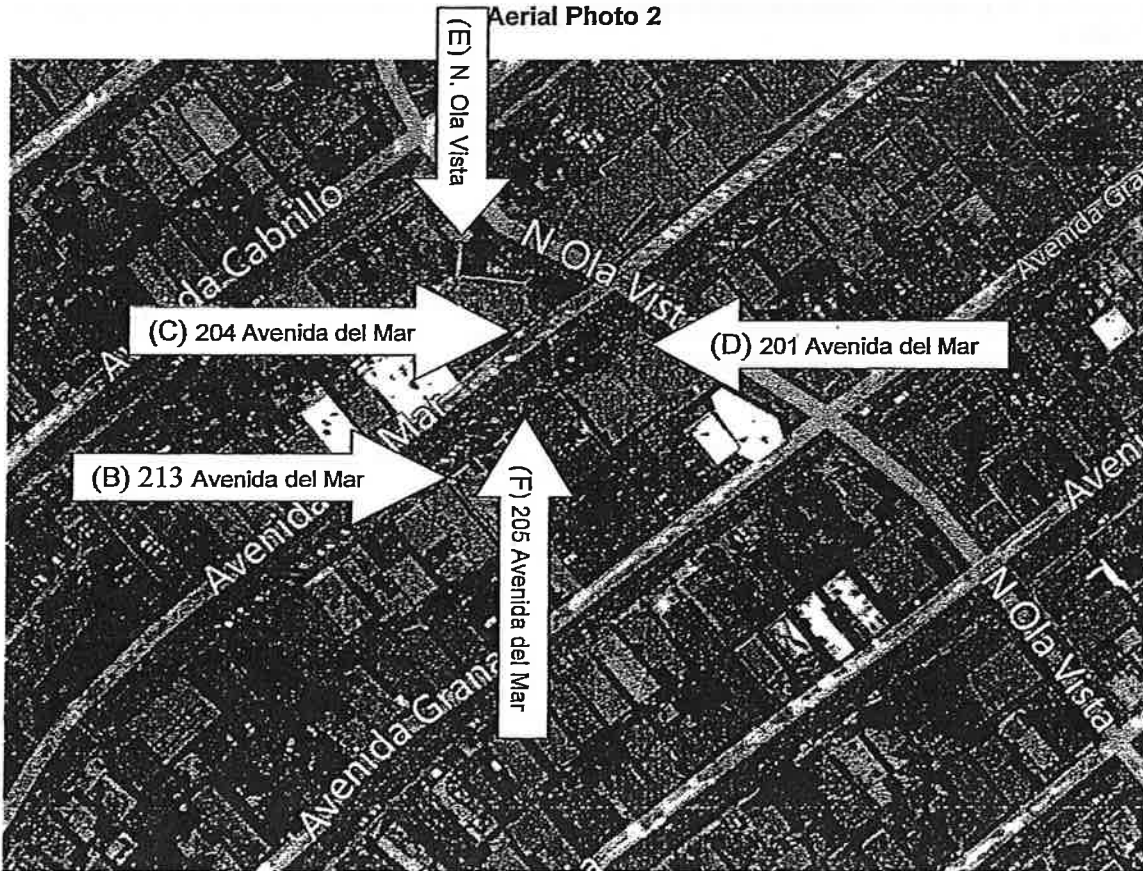 Aerial Photo 2
(E) N. Ola Vista
Avenida Cabrillo
N Ola Vista
Avenida Gra
(C) 204 Avenida del Mar
(D) 201 Avenida del Mar
Mar
(B) 213 Avenida del Mar
Avenida
(F) 205 Avenida del Mar
Aveni
N Ola Vista
Avenida Grana
a